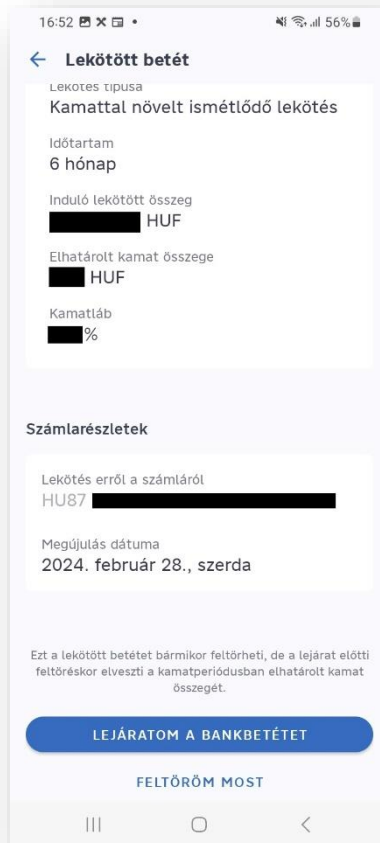 16:52 56%
Lekötött betét
Lekötés típusa
Kamattal növelt ismétlődő lekötés
Időtartam
6 hónap
Induló lekötött összeg
HUF
Elhatárolt kamat összege
HUF
Kamatláb
%
Számlarészletek
Lekötés erről a számláról
HU87
Megújulás dátuma
2024. február 28., szerda
Ezt a lekötött betétet bármikor feltörheti, de a lejárat előtti
feltöréskor elveszti a kamatperiódusban elhatárolt kamat
összegét.
LEJÁRATOM A BANKBETÉTET
FELTÖRÖM MOST